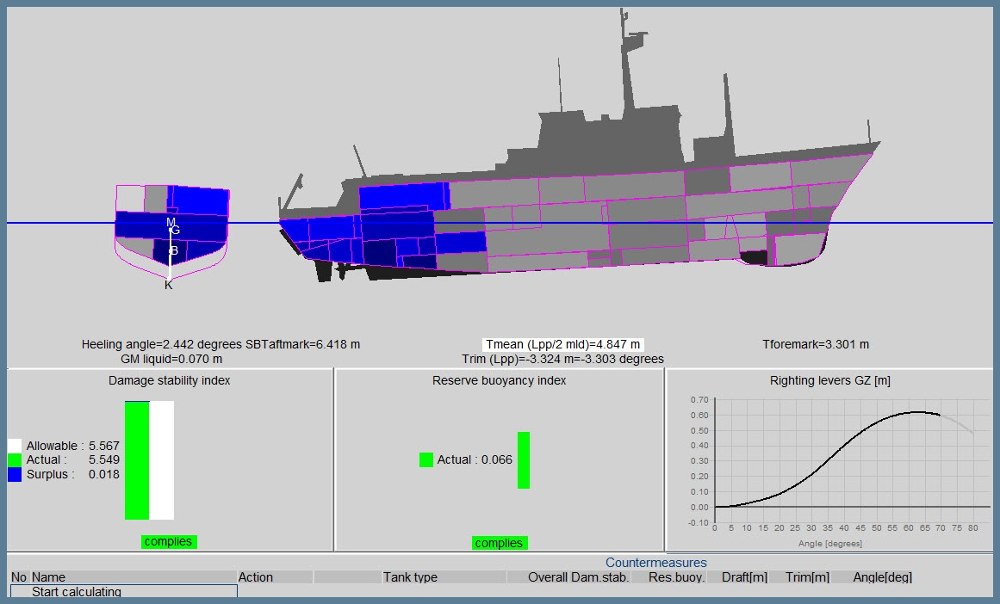 M
G
B
K
Heeling angle=2.442 degrees SBTaftmark=6.418 m
Tmean (Lpp/2 mld)=4.847 m
Tforemark=3.301 m
GM liquid=0.070 m
Trim (Lpp)=-3.324 m=-3.303 degrees
Damage stability index
Allowable : 5.567
Actual : 5.549
Surplus : 0.018
complies
Reserve buoyancy index
Actual : 0.066
complies
Righting levers GZ [m]
0.70
0.60
0.50
0.40
0.30
0.20
0.10
0.00
-0.10
0 5 10 15 20 25 30 35 40 45 50 55 60 65 70 75 80
Angle [degrees]
Countermeasures
No Name Action Tank type Overall Dam.stab. Res.buoy. Draft[m] Trim[m] Angle[deg]
Start calculating